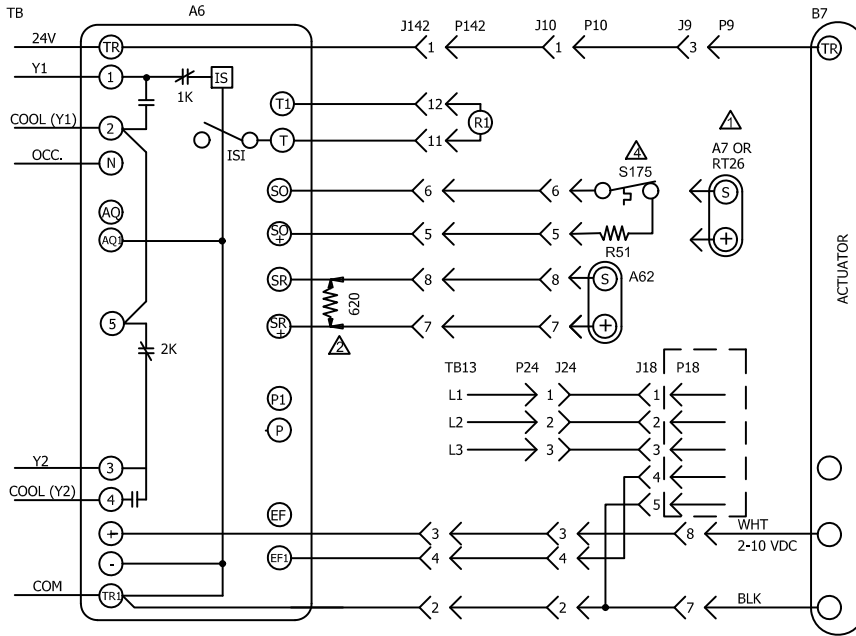 TB A6 J142 P142 J10 P10 J9 P9 B7
24V TR 1 1 3 TR
Y1 1 1K IS
T1 12
COOL (Y1) 2 T 11 R1
ISI
OCC. N
1
A7 OR
RT26
4
S175
SO 6 6 S
AQ
AQ1 SO+ 5 5 +
R51
SR 8 8 S A62
620
5 SR+ 7 7 +
2
2K
ACTUATOR
TB13 P24 J24 J18 P18
P1 L1 1 1
P L2 2 2
L3 3 3
Y2 3 4
COOL (Y2) 4 5
EF
+ 3 3 8 WHT
2-10 VDC
- EF1 4 4
COM TR1 2 2 7 BLK